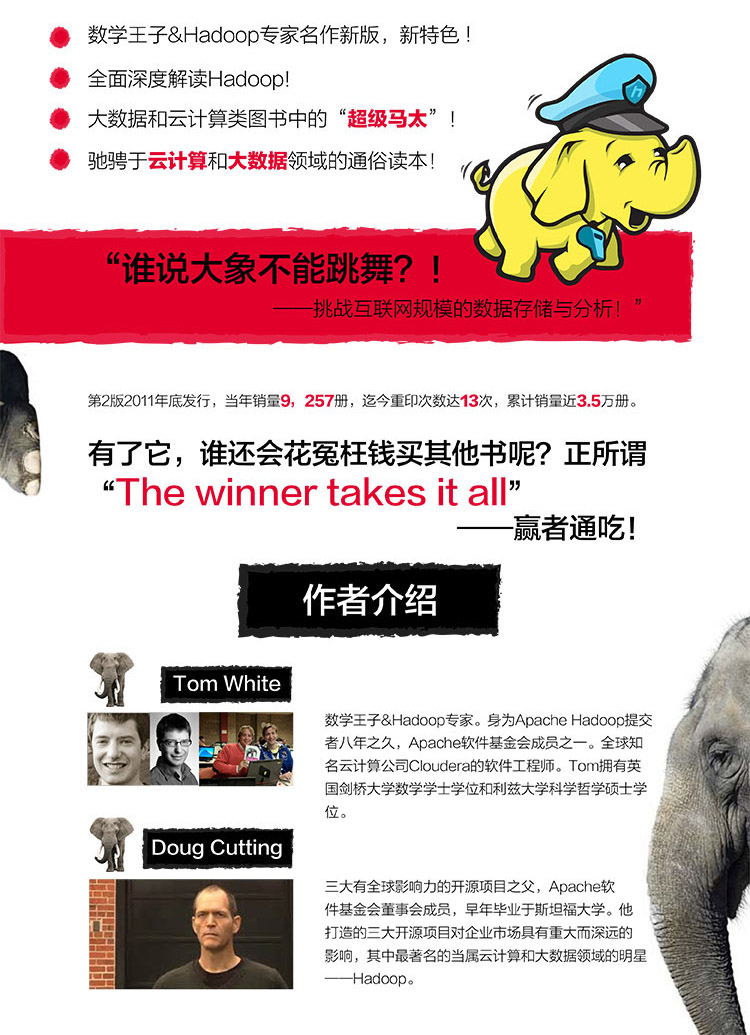 数学王子&Hadoop专家名作新版，新特色！
全面深度解读Hadoop!
大数据和云计算类图书中的“超级马太”！
驰骋于云计算和大数据领域的通俗读本！
“谁说大象不能跳舞？！
——挑战互联网规模的数据存储与分析！”
第2版2011年底发行，当年销量9，257册，迄今重印次数达13次，累计销量近3.5万册。
有了它，谁还会花冤枉钱买其他书呢？正所谓
“The winner takes it all”
——赢者通吃！
作者介绍
Tom White
数学王子&Hadoop专家。身为Apache Hadoop提交
者八年之久，Apache软件基金会成员之一。全球知
名云计算公司Cloudera的软件工程师。Tom拥有英
国剑桥大学数学学士学位和利兹大学科学哲学硕士学
位。
Doug Cutting
三大有全球影响力的开源项目之父，Apache软
件基金会董事会成员，早年毕业于斯坦福大学。他
打造的三大开源项目对企业市场具有重大而深远的
影响，其中最著名的当属云计算和大数据领域的明星
——Hadoop。